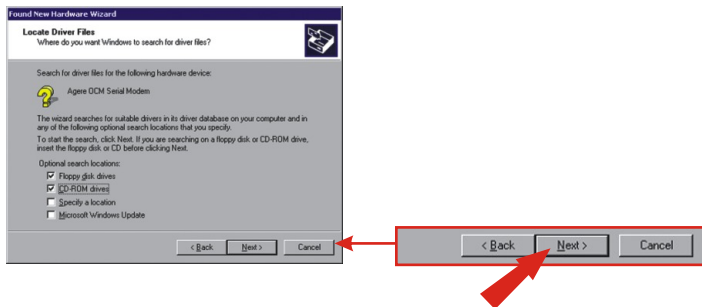 Found New Hardware Wizard
Locate Driver Files
Where do you want Windows to search for driver files?
Search for driver files for the following hardware device:
Agere OCM Serial Modem
The wizard searches for suitable drivers in its driver database on your computer and in
any of the following optional search locations that you specify.
To start the search, click Next. If you are searching on a floppy disk or CD-ROM drive,
insert the floppy disk or CD before clicking Next.
Optional search locations:
Floppy disk drives
CD-ROM drives
Specify a location
Microsoft Windows Update
< Back Next > Cancel
< Back Next > Cancel